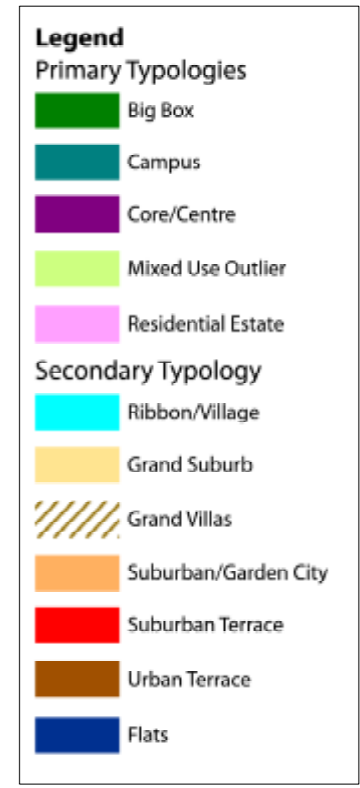 Legend
Primary Typologies
Big Box
Campus
Core/Centre
Mixed Use Outlier
Residential Estate
Secondary Typology
Ribbon/Village
Grand Suburb
Grand Villas
Suburban/Garden City
Suburban Terrace
Urban Terrace
Flats